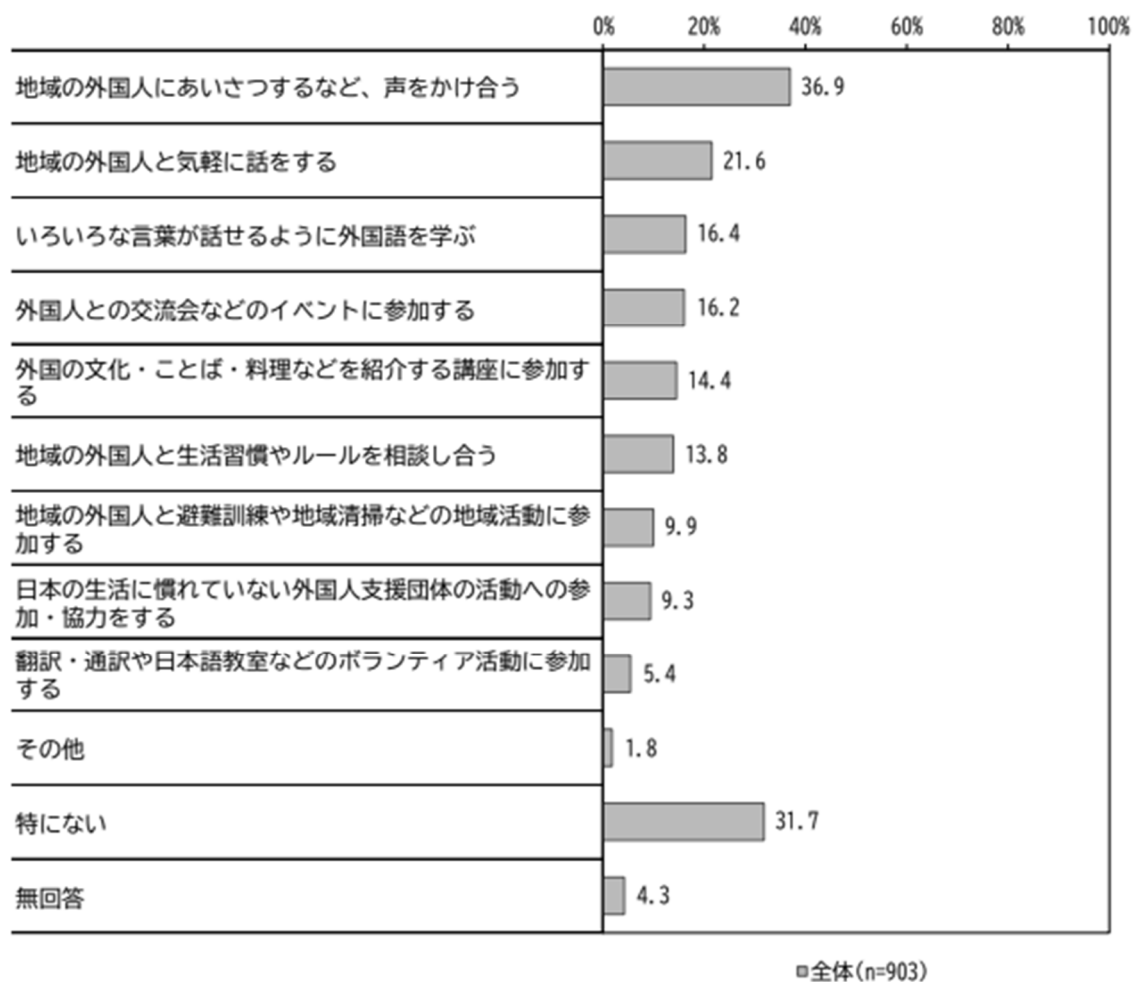 0% 20% 40% 60% 80% 100%
地域の外国人にあいさつするなど、声をかけ合う 36.9
地域の外国人と気軽に話をする 21.6
いろいろな言葉が話せるように外国語を学ぶ 16.4
外国人との交流会などのイベントに参加する 16.2
外国の文化・ことば・料理などを紹介する講座に参加す
る 14.4
地域の外国人と生活習慣やルールを相談し合う 13.8
地域の外国人と避難訓練や地域清掃などの地域活動に参
加する 9.9
日本の生活に慣れていない外国人支援団体の活動への参
加・協力をする 9.3
翻訳・通訳や日本語教室などのボランティア活動に参加
する 5.4
その他 1.8
特にない 31.7
無回答 4.3
全体(n=903)